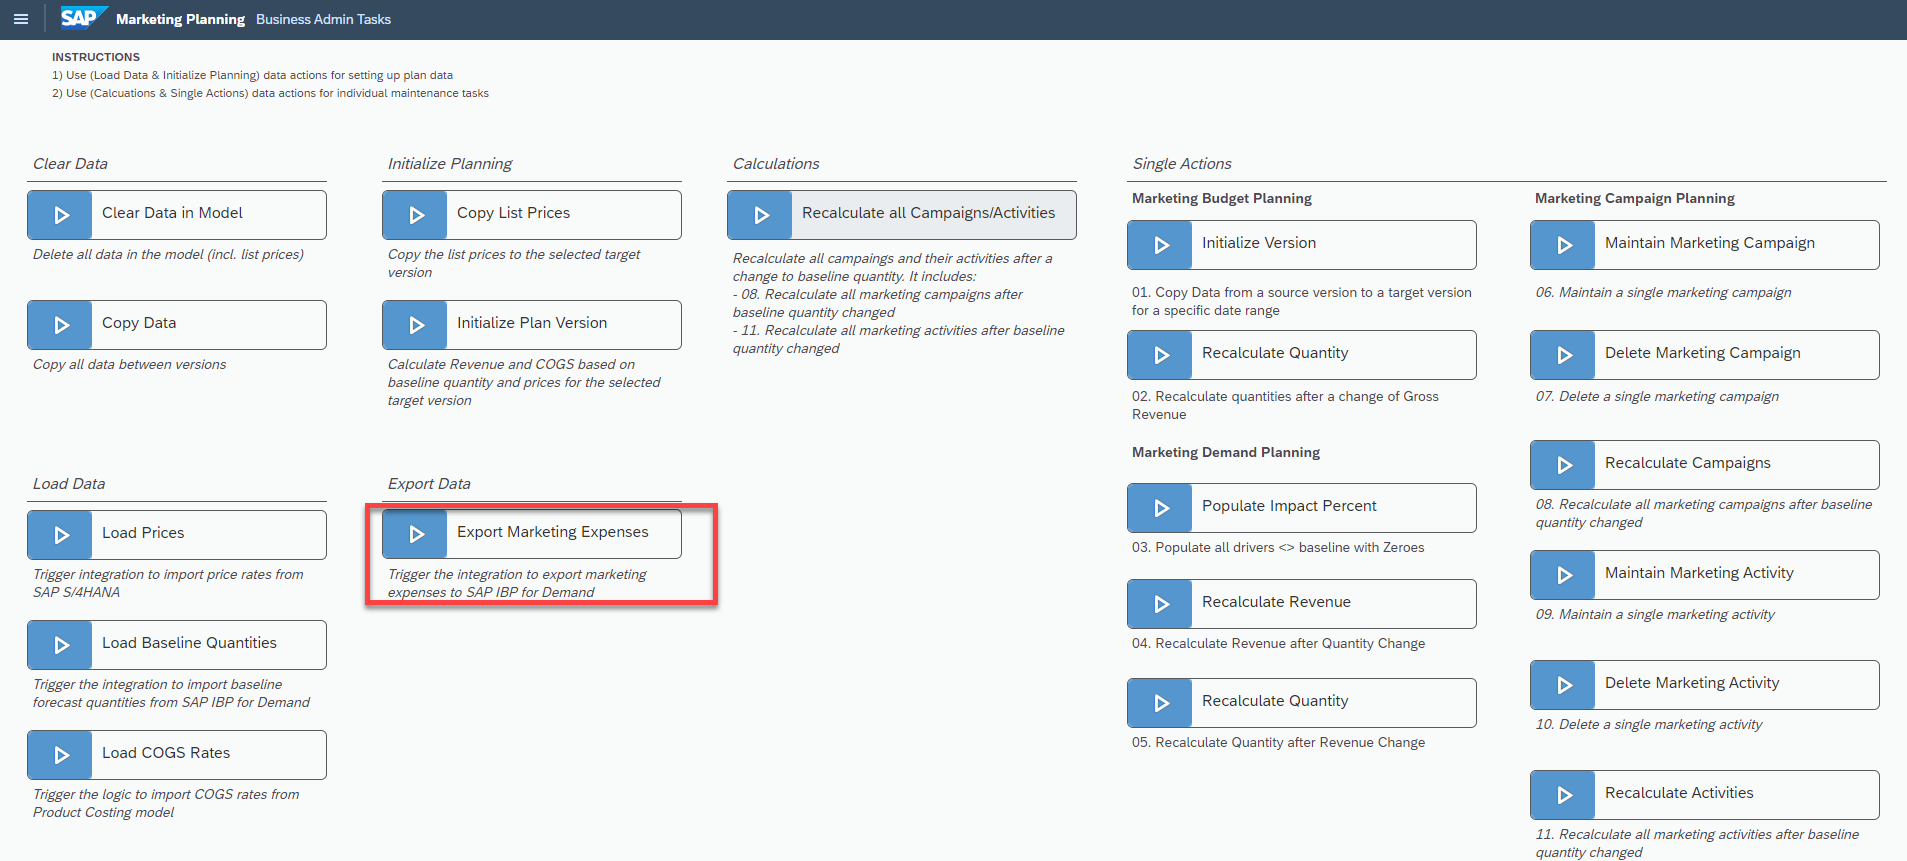 SAP Marketing Planning Business Admin Tasks
INSTRUCTIONS
1) Use (Load Data & Initialize Planning) data actions for setting up plan data
2) Use (Calcuations & Single Actions) data actions for individual maintenance tasks
Clear Data
Clear Data in Model
Delete all data in the model (incl. list prices)
Copy Data
Copy all data between versions
Initialize Planning
Copy List Prices
Copy the list prices to the selected target
version
Initialize Plan Version
Calculate Revenue and COGS based on
baseline quantity and prices for the selected
target version
Calculations
Recalculate all Campaigns/Activities
Recalculate all campaings and their activities after a
change to baseline quantity. It includes:
- 08. Recalculate all marketing campaigns after
baseline quantity changed
- 11. Recalculate all marketing activities after baseline
quantity changed
Load Data
Load Prices
Trigger integration to import price rates from
SAP S/4HANA
Load Baseline Quantities
Trigger the integration to import baseline
forecast quantities from SAP IBP for Demand
Load COGS Rates
Trigger the logic to import COGS rates from
Product Costing model
Export Data
Export Marketing Expenses
Trigger the integration to export marketing
expenses to SAP IBP for Demand
Single Actions
Marketing Budget Planning
Initialize Version
01. Copy Data from a source version to a target version
for a specific date range
Recalculate Quantity
02. Recalculate quantities after a change of Gross
Revenue
Marketing Demand Planning
Populate Impact Percent
03. Populate all drivers <> baseline with Zeroes
Recalculate Revenue
04. Recalculate Revenue after Quantity Change
Recalculate Quantity
05. Recalculate Quantity after Revenue Change
Marketing Campaign Planning
Maintain Marketing Campaign
06. Maintain a single marketing campaign
Delete Marketing Campaign
07. Delete a single marketing campaign
Recalculate Campaigns
08. Recalculate all marketing campaigns after baseline
quantity changed
Maintain Marketing Activity
09. Maintain a single marketing activity
Delete Marketing Activity
10. Delete a single marketing activity
Recalculate Activities
11. Recalculate all marketing activities after baseline
quantity changed